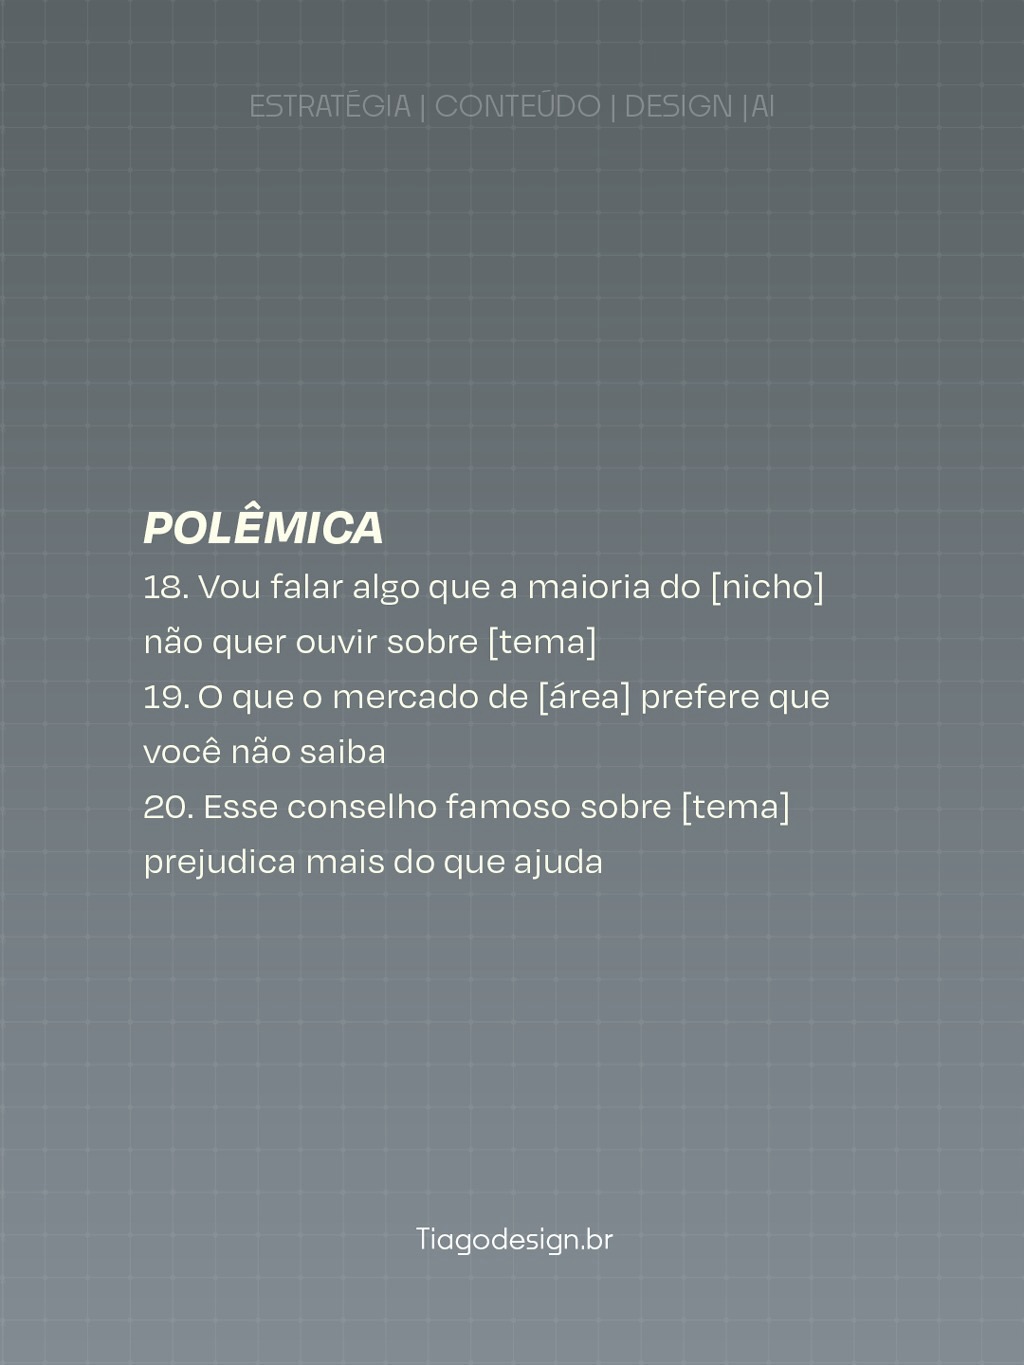 ESTRATÉGIA | CONTEÚDO | DESIGN | AI
POLÊMICA
18. Vou falar algo que a maioria do [nicho]
não quer ouvir sobre [tema]
19. O que o mercado de [área] prefere que
você não saiba
20. Esse conselho famoso sobre [tema]
prejudica mais do que ajuda
Tiagodesign.br